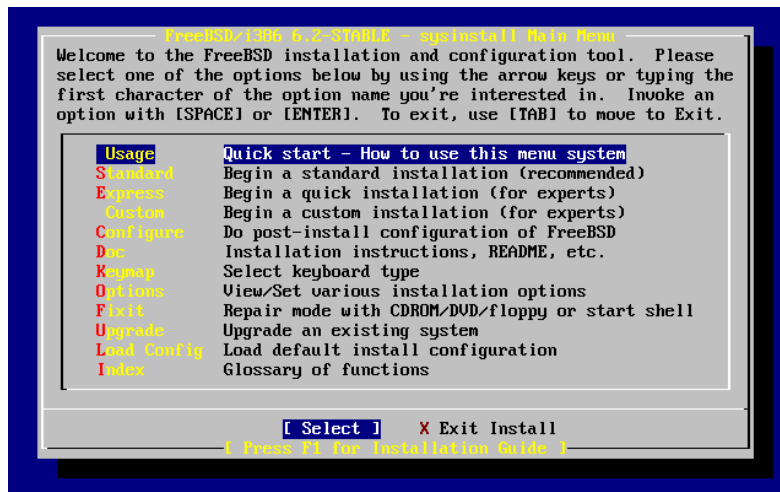 FreeBSD/i386 6.2-STABLE - sysinstall Main Menu
Welcome to the FreeBSD installation and configuration tool. Please
select one of the options below by using the arrow keys or typing the
first character of the option name you're interested in. Invoke an
option with [SPACE] or [ENTER]. To exit, use [TAB] to move to Exit.
Usage Quick start - How to use this menu system
Standard Begin a standard installation (recommended)
Express Begin a quick installation (for experts)
Custom Begin a custom installation (for experts)
Configure Do post-install configuration of FreeBSD
Doc Installation instructions, README, etc.
Keymap Select keyboard type
Options View/Set various installation options
Fixit Repair mode with CDROM/DVD/floppy or start shell
Upgrade Upgrade an existing system
Load Config Load default install configuration
Index Glossary of functions
[ Select ] X Exit Install
[ Press F1 for Installation Guide ]